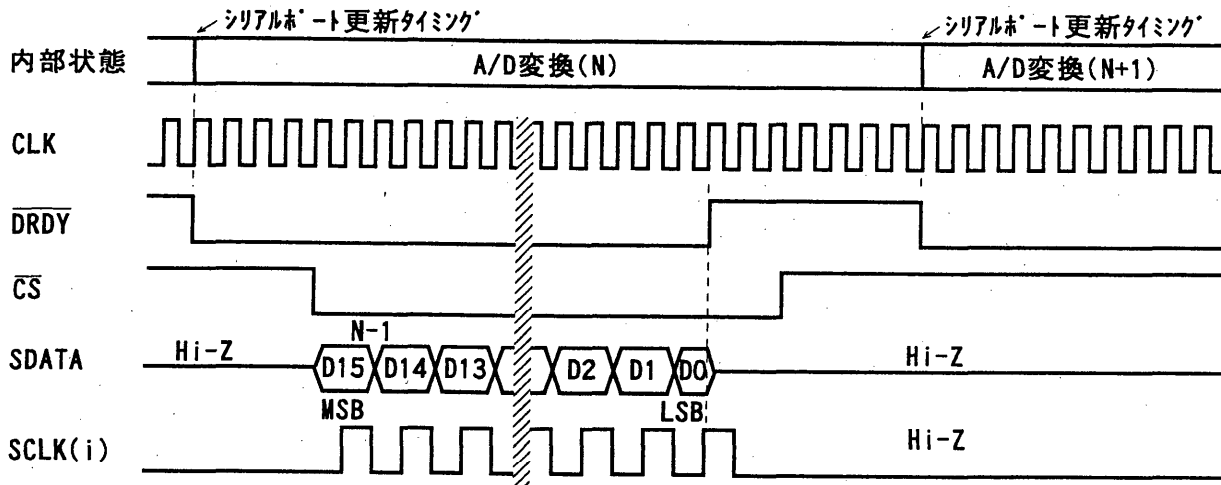 ｼﾘｱﾙﾎﾟｰﾄ更新ﾀｲﾐﾝｸﾞ ｼﾘｱﾙﾎﾟｰﾄ更新ﾀｲﾐﾝｸﾞ
内部状態 A/D変換(N) A/D変換(N+1)
CLK
DRDY
CS
N-1
SDATA Hi-Z D15 D14 D13 D2 D1 D0 Hi-Z
MSB LSB
SCLK(i) Hi-Z